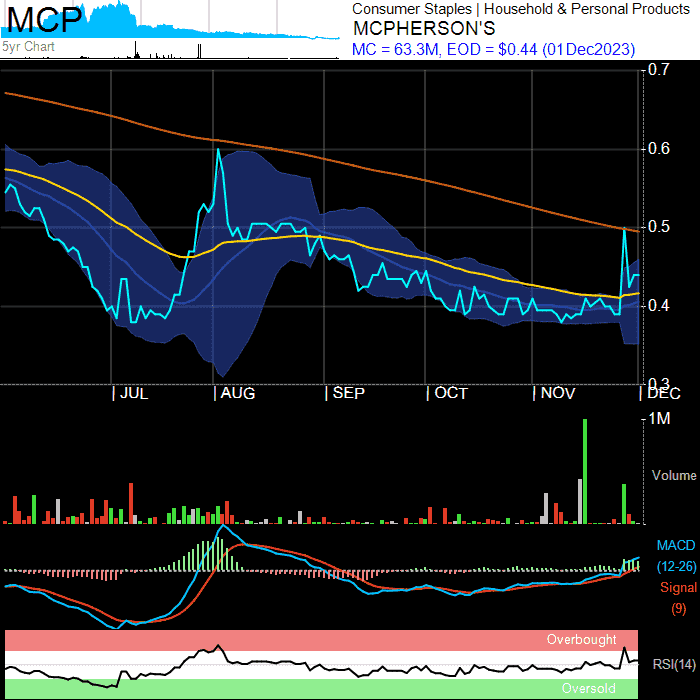 MCP
5yr Chart
Consumer Staples | Household & Personal Products
MCPHERSON'S
MC = 63.3M, EOD = $0.44 (01Dec2023)
0.7
0.6
0.5
0.4
0.3
JUL
AUG
SEP
OCT
NOV
DEC
1M
Volume
MACD
(12-26)
Signal
(9)
Overbought
RSI(14)
Oversold